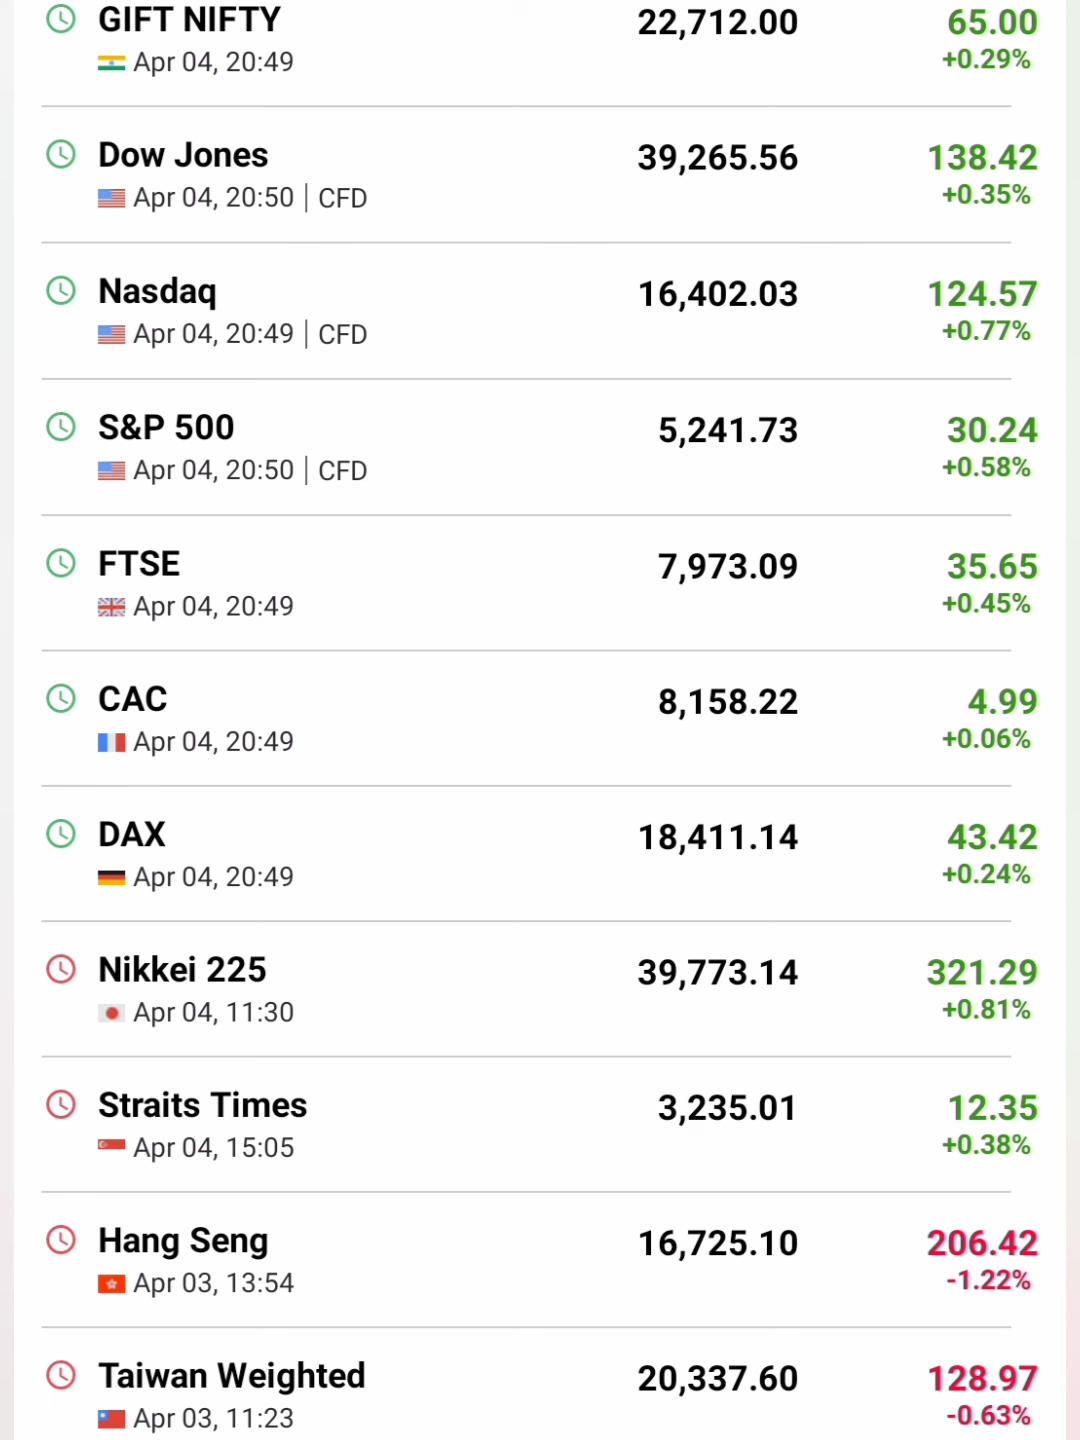 GIFT NIFTY 22,712.00 65.00
Apr 04, 20:49 +0.29%
Dow Jones 39,265.56 138.42
Apr 04, 20:50 | CFD +0.35%
Nasdaq 16,402.03 124.57
Apr 04, 20:49 | CFD +0.77%
S&P 500 5,241.73 30.24
Apr 04, 20:50 | CFD +0.58%
FTSE 7,973.09 35.65
Apr 04, 20:49 +0.45%
CAC 8,158.22 4.99
Apr 04, 20:49 +0.06%
DAX 18,411.14 43.42
Apr 04, 20:49 +0.24%
Nikkei 225 39,773.14 321.29
Apr 04, 11:30 +0.81%
Straits Times 3,235.01 12.35
Apr 04, 15:05 +0.38%
Hang Seng 16,725.10 206.42
Apr 03, 13:54 -1.22%
Taiwan Weighted 20,337.60 128.97
Apr 03, 11:23 -0.63%